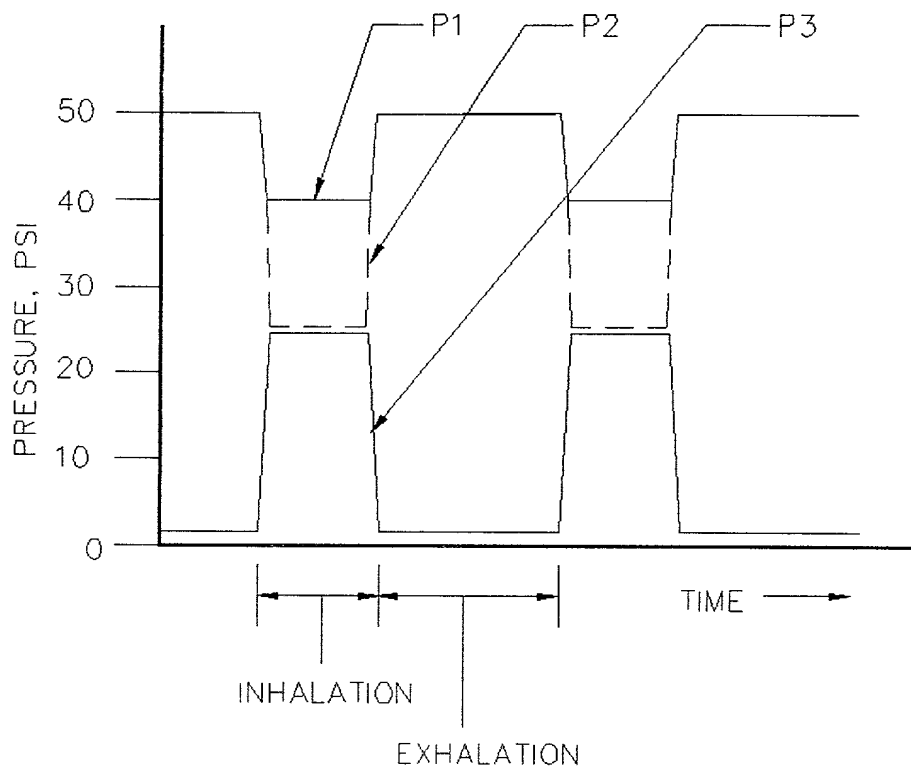 P1
P2
P3
50
40
30
20
10
0
PRESSURE, PSI
TIME
INHALATION
EXHALATION